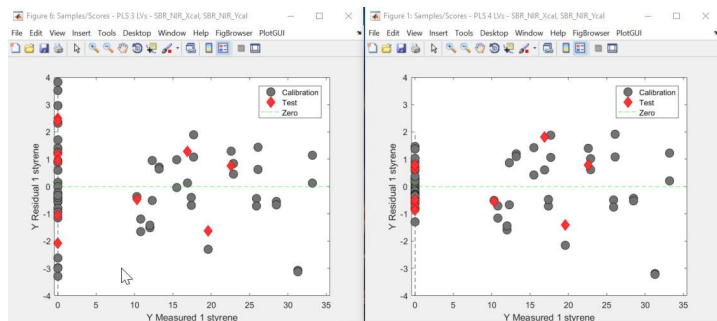 Figure 6: Samples/Scores - PLS 3 LVs - SBR_NIR_Xcal, SBR_NIR_Ycal
File Edit View Insert Tools Desktop Window Help FigBrowser PlotGUI
4
3
2
1
0
-1
-2
-3
-4
Y Residual 1 styrene
Calibration
Test
Zero
0 5 10 15 20 25 30 35
Y Measured 1 styrene
Figure 1: Samples/Scores - PLS 4 LVs - SBR_NIR_Xcal, SBR_NIR_Ycal
File Edit View Insert Tools Desktop Window Help FigBrowser PlotGUI
4
3
2
1
0
-1
-2
-3
-4
Y Residual 1 styrene
Calibration
Test
Zero
0 5 10 15 20 25 30 35
Y Measured 1 styrene